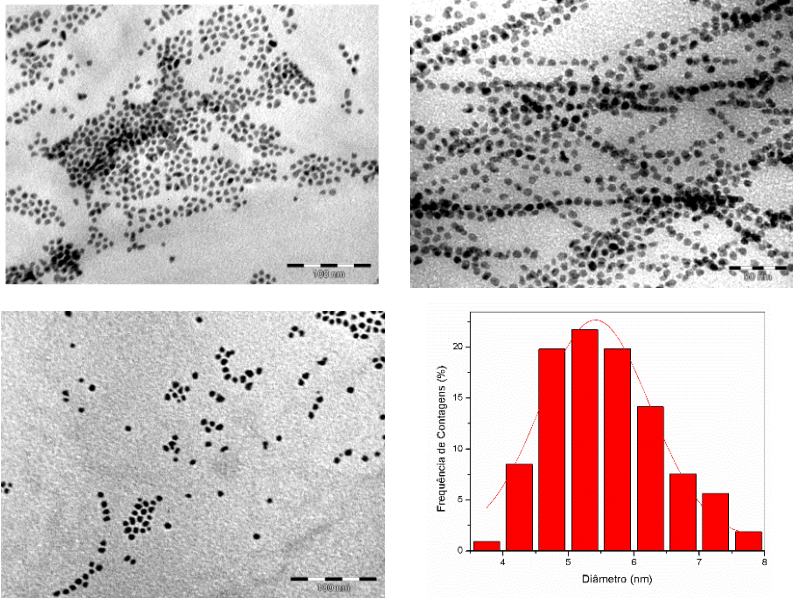 100 nm
50 nm
100 nm
Frequência de Contagens (%)
20
15
10
5
0
4 5 6 7 8
Diâmetro (nm)